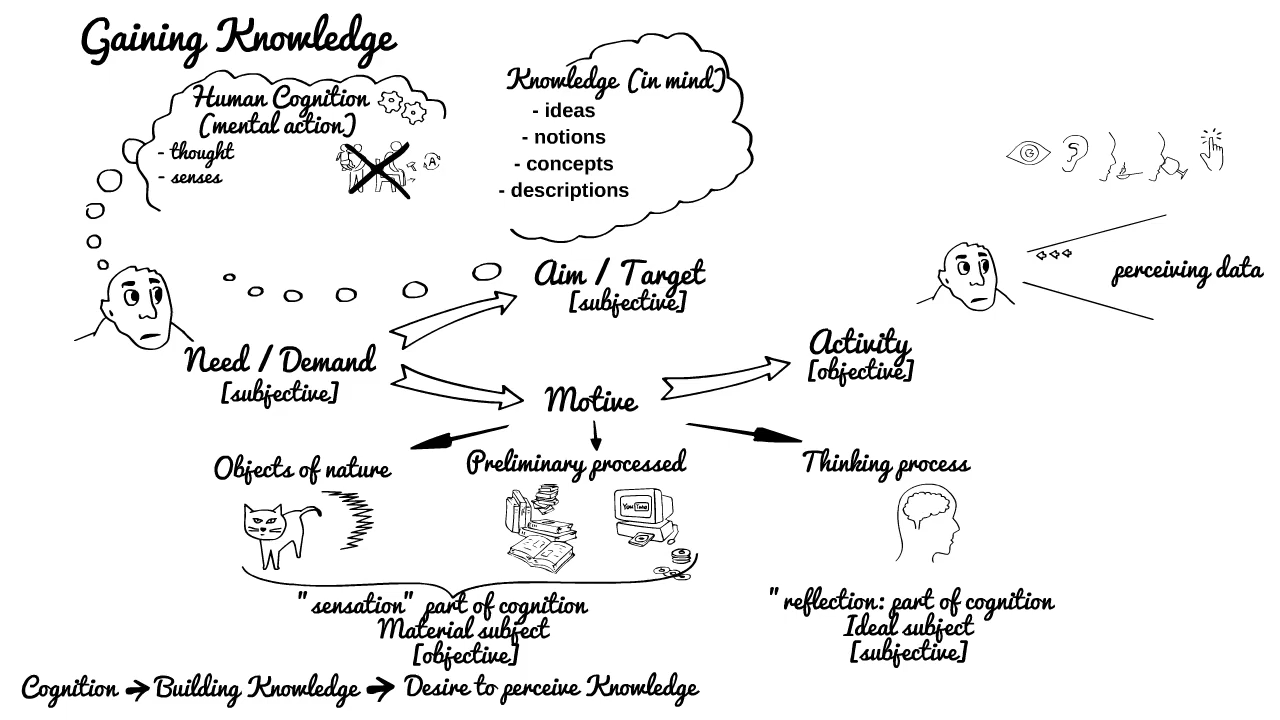 Gaining Knowledge
Human Cognition
(mental action)
- thought
- senses
A
Knowledge (in mind)
- ideas
- notions
- concepts
- descriptions
G
perceiving data
Aim / Target
[subjective]
Need / Demand
[subjective]
Motive
Activity
[objective]
Objects of nature
Preliminary processed
You Tube
Thinking process
"sensation" part of cognition
Material subject
[objective]
" reflection: part of cognition
Ideal subject
[subjective]
Cognition → Building Knowledge → Desire to perceive Knowledge